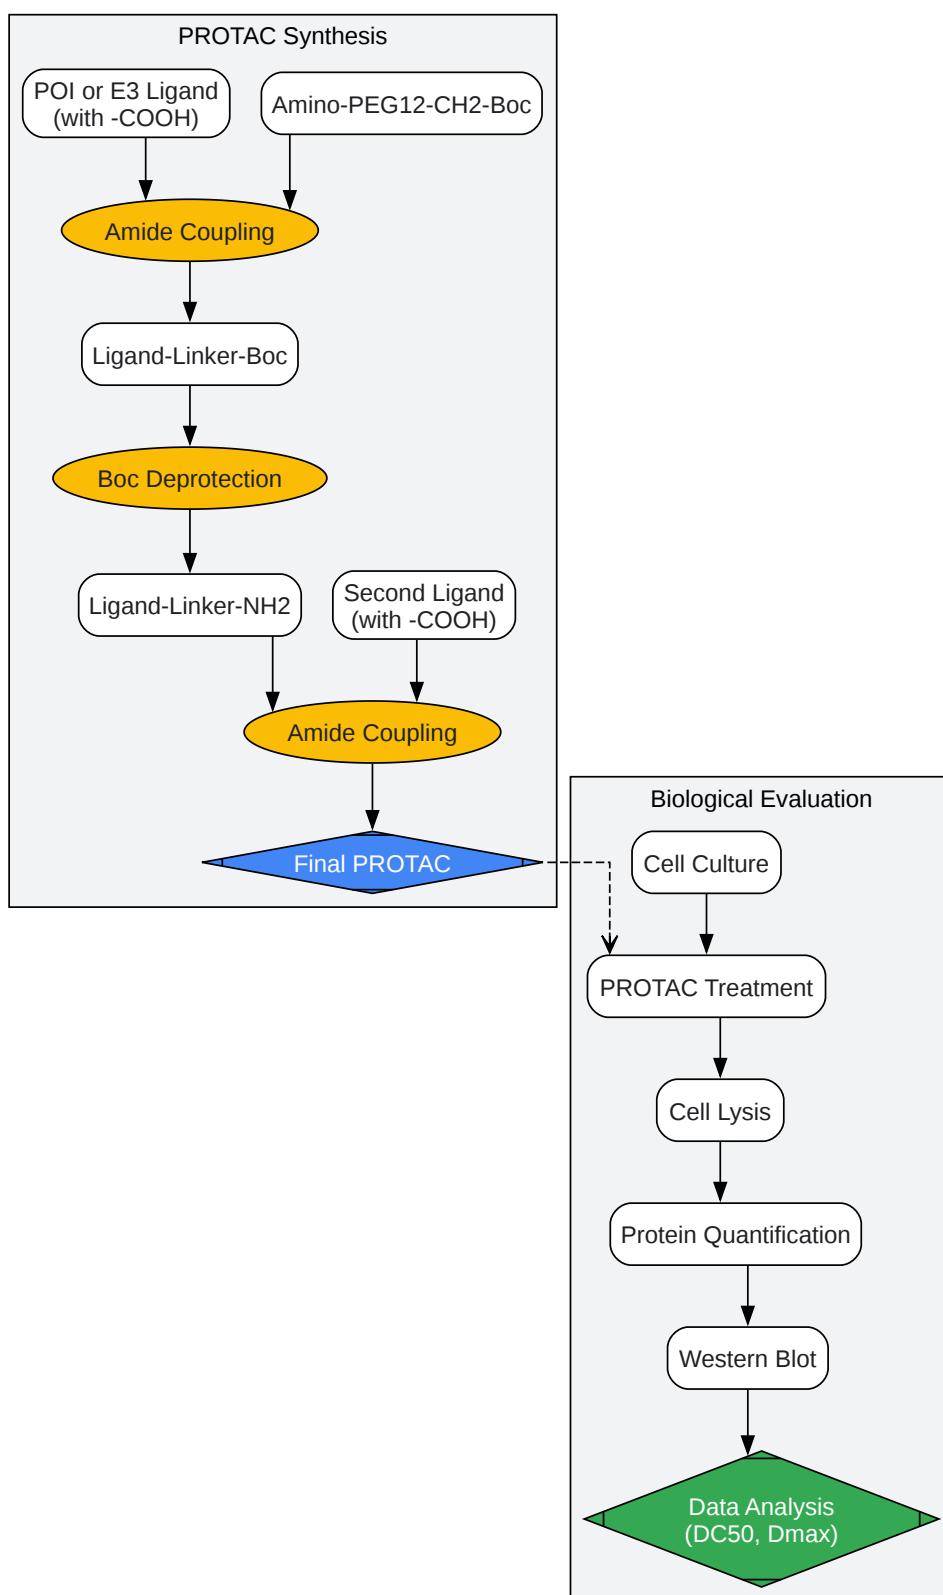 PROTAC Synthesis
POI or E3 Ligand
(with -COOH)
Amino-PEG12-CH2-Boc
Amide Coupling
Ligand-Linker-Boc
Boc Deprotection
Ligand-Linker-NH2
Second Ligand
(with -COOH)
Amide Coupling
Final PROTAC
Biological Evaluation
Cell Culture
PROTAC Treatment
Cell Lysis
Protein Quantification
Western Blot
Data Analysis
(DC50, Dmax)